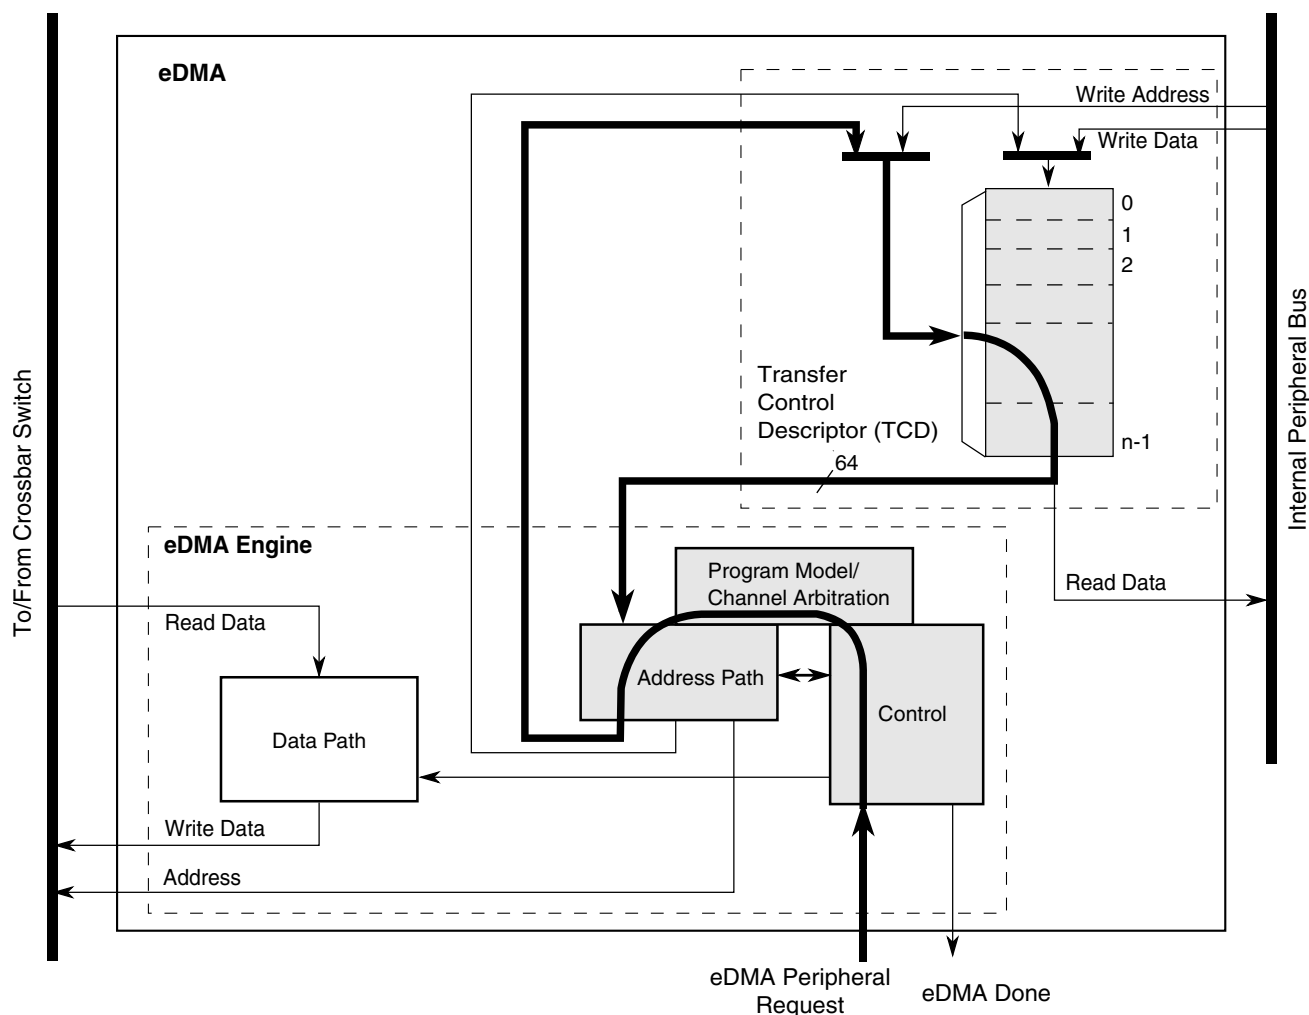 eDMA
Write Address
Write Data
0
1
2
Transfer
Control
Descriptor (TCD)
n-1
64
To/From Crossbar Switch
Internal Peripheral Bus
eDMA Engine
Program Model/
Channel Arbitration
Read Data
Read Data
Address Path
Control
Data Path
Write Data
Address
eDMA Peripheral
Request
eDMA Done